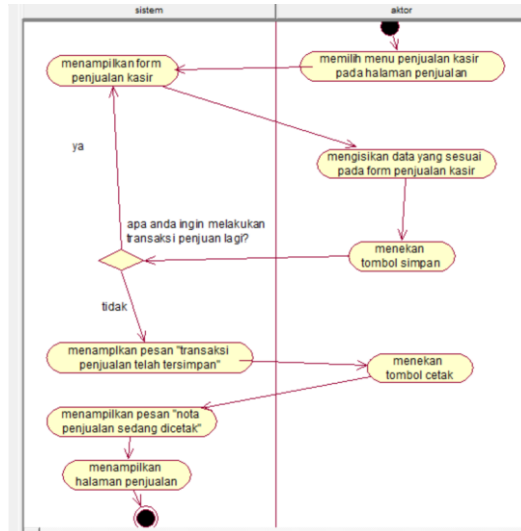 sistem
aktor
memilih menu penjualan kasir
pada halaman penjualan
menampilkan form
penjualan kasir
ya
mengisikan data yang sesuai
pada form penjualan kasir
apa anda ingin melakukan
transaksi penjuan lagi?
menekan
tombol simpan
tidak
menamplkan pesan "transaksi
penjualan telah tersimpan"
menekan
tombol cetak
menampilkan pesan "nota
penjualan sedang dicetak"
menampilkan
halaman penjualan